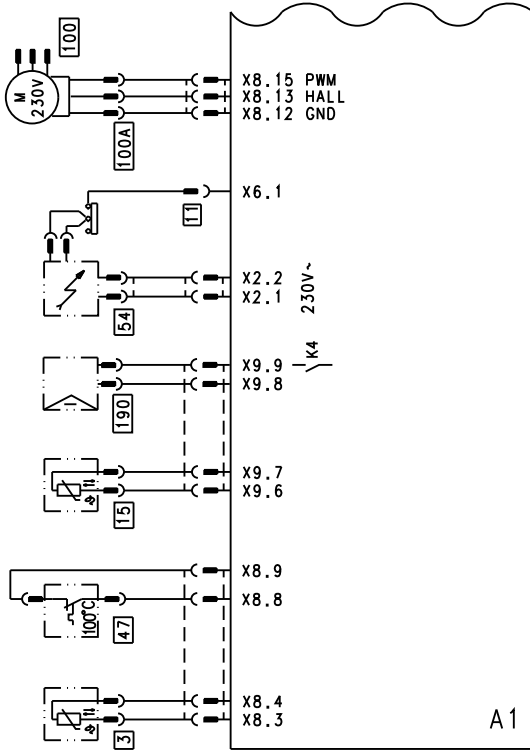 100
M
230V
X8.15 PWM
X8.13 HALL
X8.12 GND
100A
X6.1
11
X2.2
X2.1
230V~
54
X9.9
K4
X9.8
190
X9.7
X9.6
15
X8.9
X8.8
100°C
47
X8.4
X8.3
3
A1